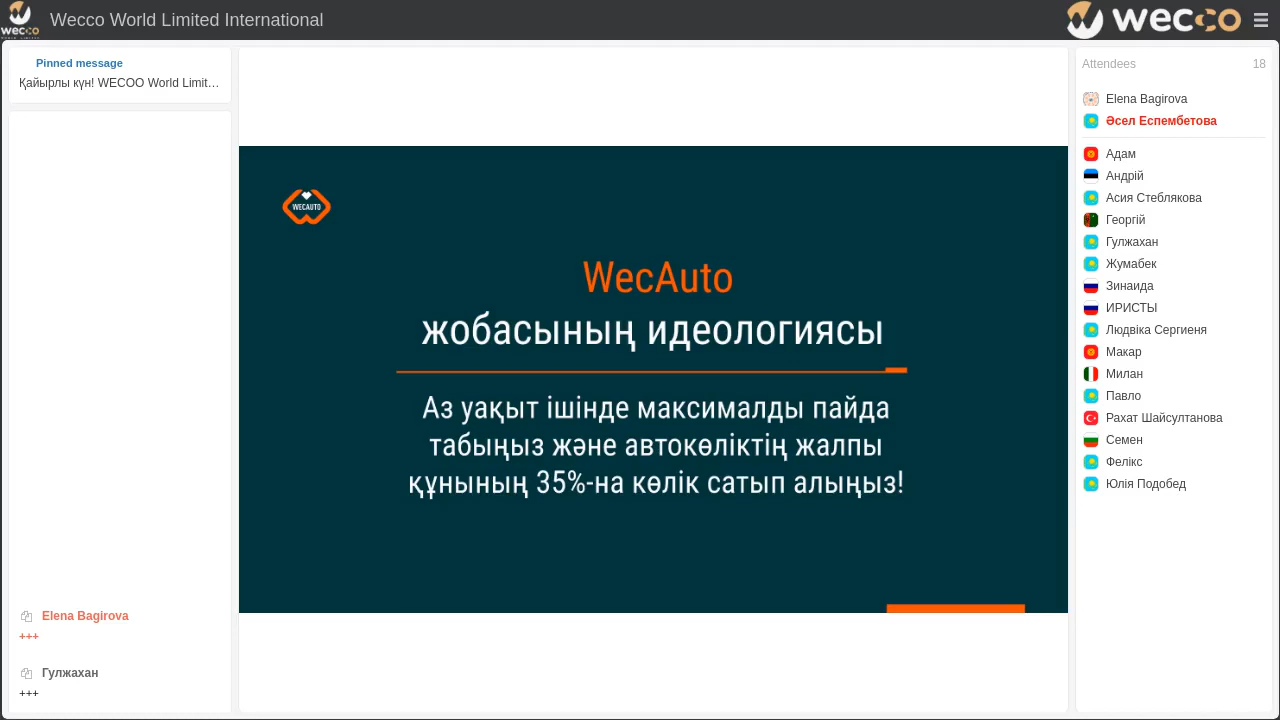 wecco
Wecco World Limited International
wecco
Pinned message
Қайырлы күн! WECOO World Limit…
Elena Bagirova
+++
Гулжахан
+++
WECAUTO
WecAuto
жобасының идеологиясы
Аз уақыт ішінде максималды пайда
табыңыз және автокөліктің жалпы
құнының 35%-на көлік сатып алыңыз!
Attendees 18
Elena Bagirova
Әсел Еспембетова
Адам
Андрій
Асия Стеблякова
Георгій
Гулжахан
Жумабек
Зинаида
ИРИСТЫ
Людвіка Сергиеня
Макар
Милан
Павло
Рахат Шайсултанова
Семен
Фелікс
Юлія Подобед